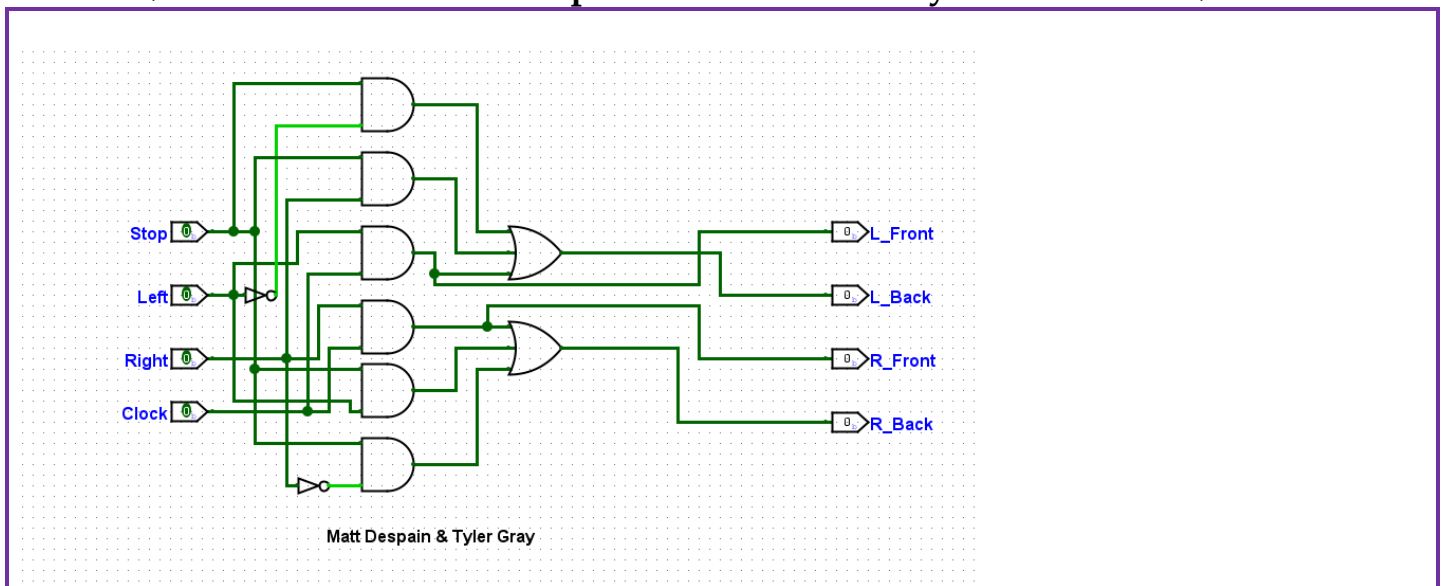 Stop 0
Left 0
Right 0
Clock 0
0 L_Front
0 L_Back
0 R_Front
0 R_Back
Matt Despain & Tyler Gray